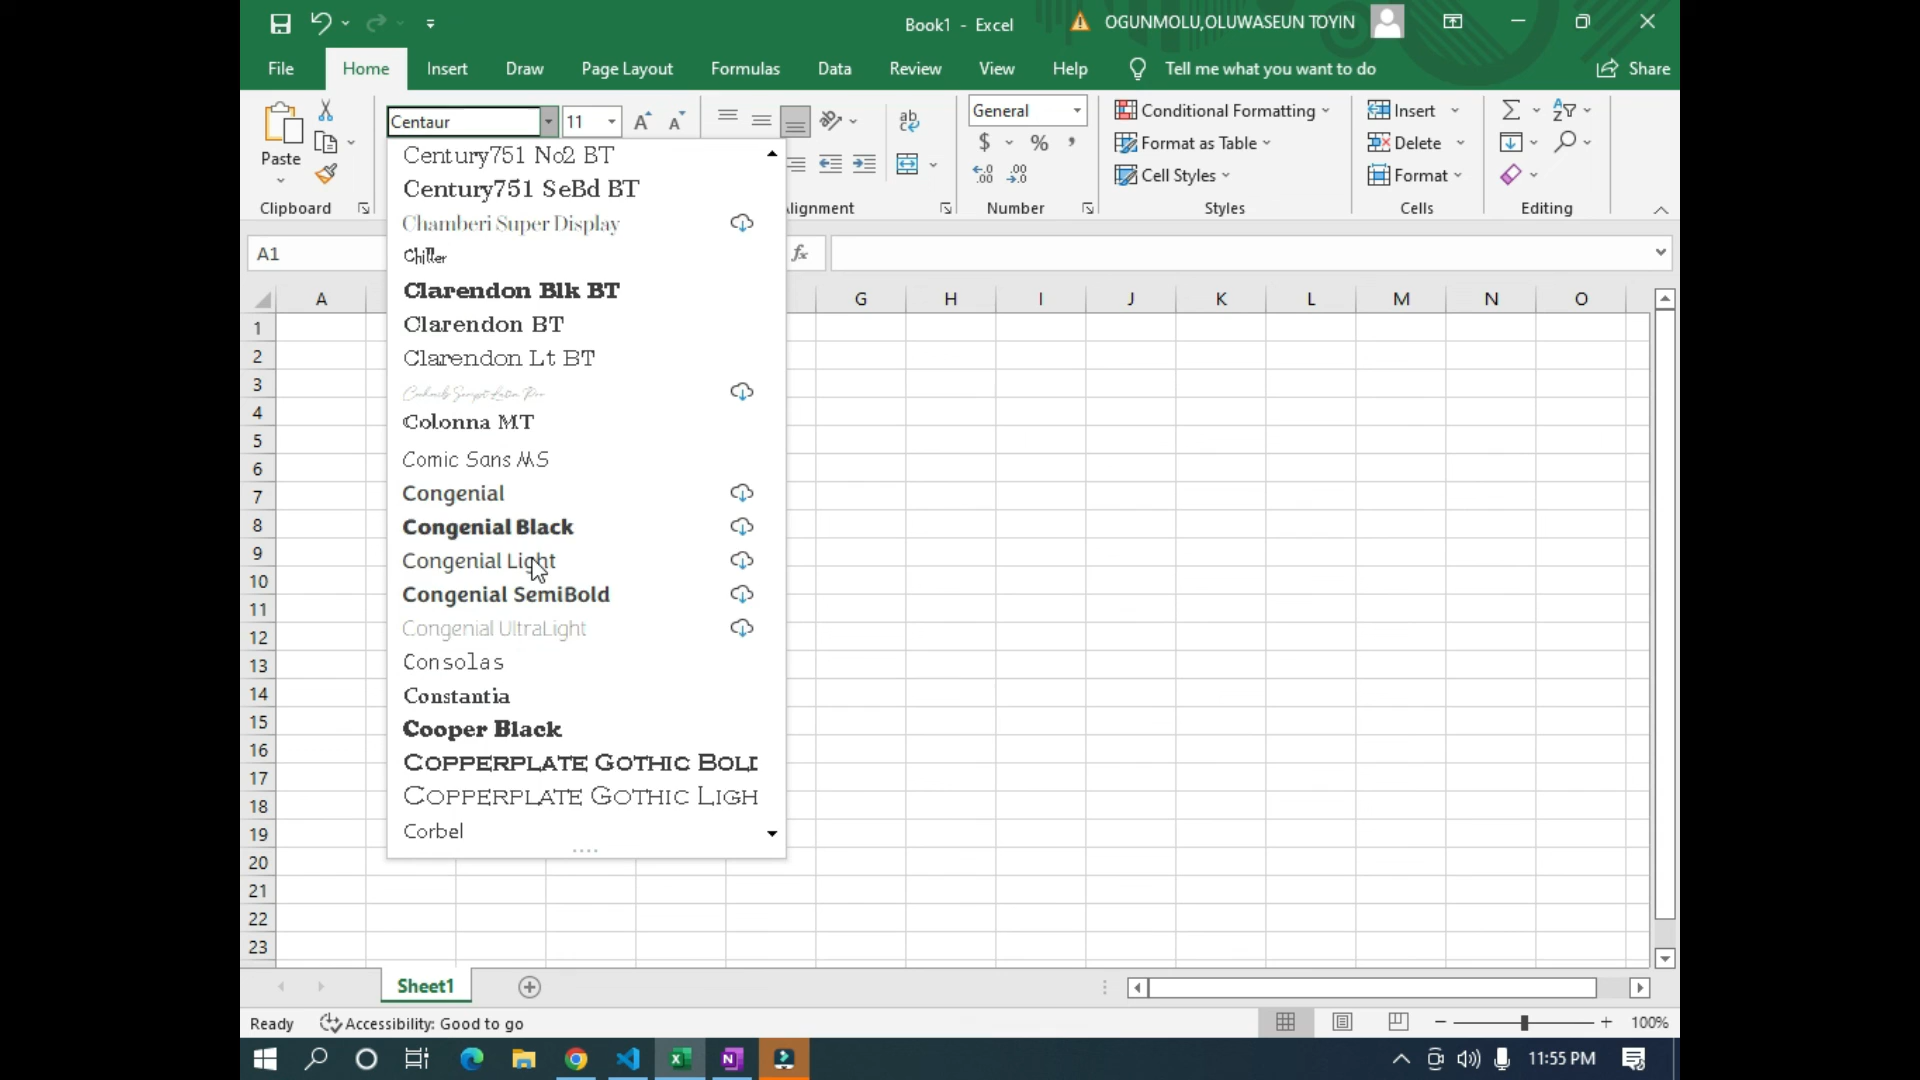 Book1 - Excel
OGUNMOLU,OLUWASEUN TOYIN
File Home Insert Draw Page Layout Formulas Data Review View Help Tell me what you want to do Share
Centaur 11 General
Paste
Conditional Formatting
Format as Table
Cell Styles
Insert
Delete
Format
Clipboard lignment Number Styles Cells Editing
A1 fx
Century751 No2 BT
Century751 SeBd BT
Chamberi Super Display
Chiller
Clarendon Blk BT
Clarendon BT
Clarendon Lt BT
Colonna MT
Comic Sans MS
Congenial
Congenial Black
Congenial Light
Congenial SemiBold
Congenial UltraLight
Consolas
Constantia
Cooper Black
Copperplate Gothic Bold
Copperplate Gothic Ligh
Corbel
A G H I J K L M N O
1
2
3
4
5
6
7
8
9
10
11
12
13
14
15
16
17
18
19
20
21
22
23
Sheet1
Ready Accessibility: Good to go 100%
11:55 PM